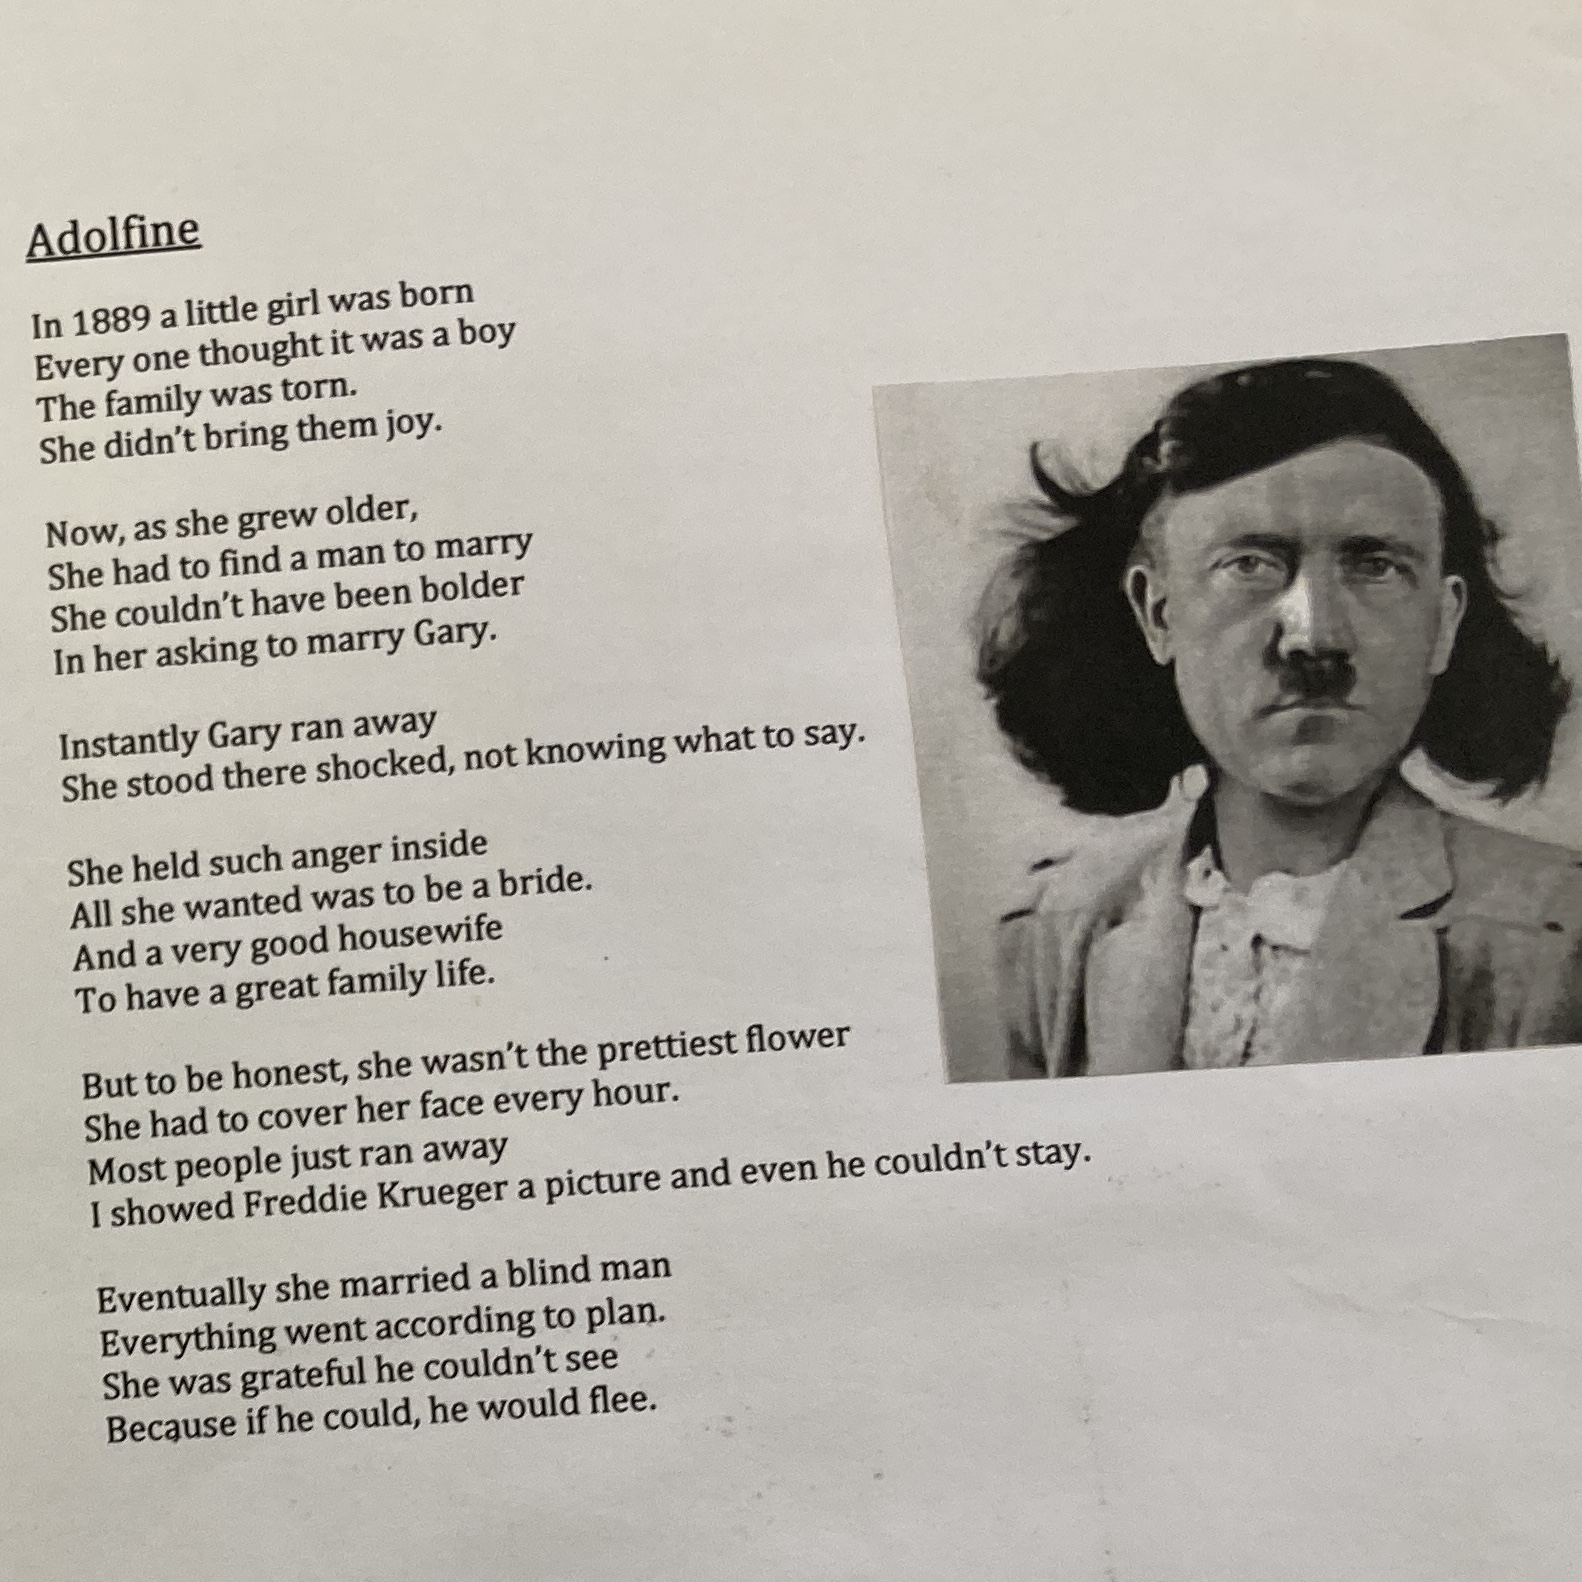 Adolfine
In 1889 a little girl was born
Every one thought it was a boy
The family was torn.
She didn't bring them joy.
Now, as she grew older,
She had to find a man to marry
She couldn't have been bolder
In her asking to marry Gary.
Instantly Gary ran away
She stood there shocked, not knowing what to say.
She held such anger inside
All she wanted was to be a bride.
And a very good housewife
To have a great family life.
But to be honest, she wasn't the prettiest flower
She had to cover her face every hour.
Most people just ran away
I showed Freddie Krueger a picture and even he couldn't stay.
Eventually she married a blind man
Everything went according to plan.
She was grateful he couldn't see
Because if he could, he would flee.